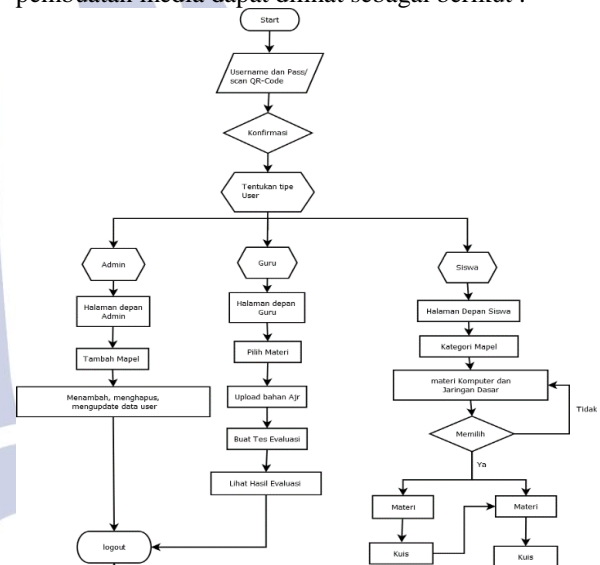 pembuatan media dapat dilihat sebagai berikut :
Start
Username dan Pass/
scan QR-Code
Konfirmasi
Tentukan tipe
User
Admin
Guru
Siswa
Halaman depan
Admin
Halaman depan
Guru
Halaman Depan Siswa
Tambah Mapel
Pilih Materi
Kategori Mapel
Menambah, menghapus,
mengupdate data user
Upload bahan Ajr
materi Komputer dan
Jaringan Dasar
Tidak
Buat Tes Evaluasi
Memilih
Ya
Lihat Hasil Evaluasi
Materi
Materi
logout
Kuis
Kuis